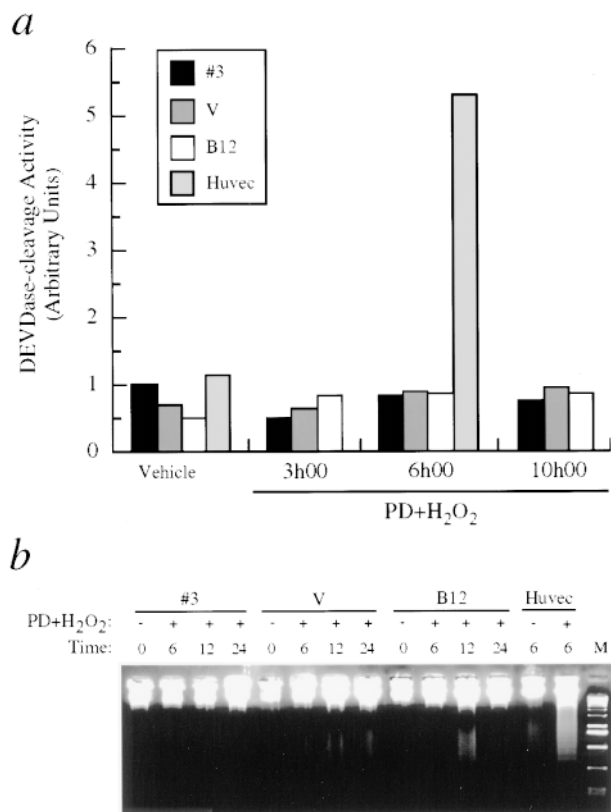 a
6
5
4
3
2
1
0
DEVDase-cleavage Activity
(Arbitrary Units)
#3
V
B12
Huvec
Vehicle 3h00 6h00 10h00
PD+H₂O₂
b
#3 V B12 Huvec
PD+H₂O₂: - + + + - + + + - + + + - +
Time: 0 6 12 24 0 6 12 24 0 6 12 24 6 6 M